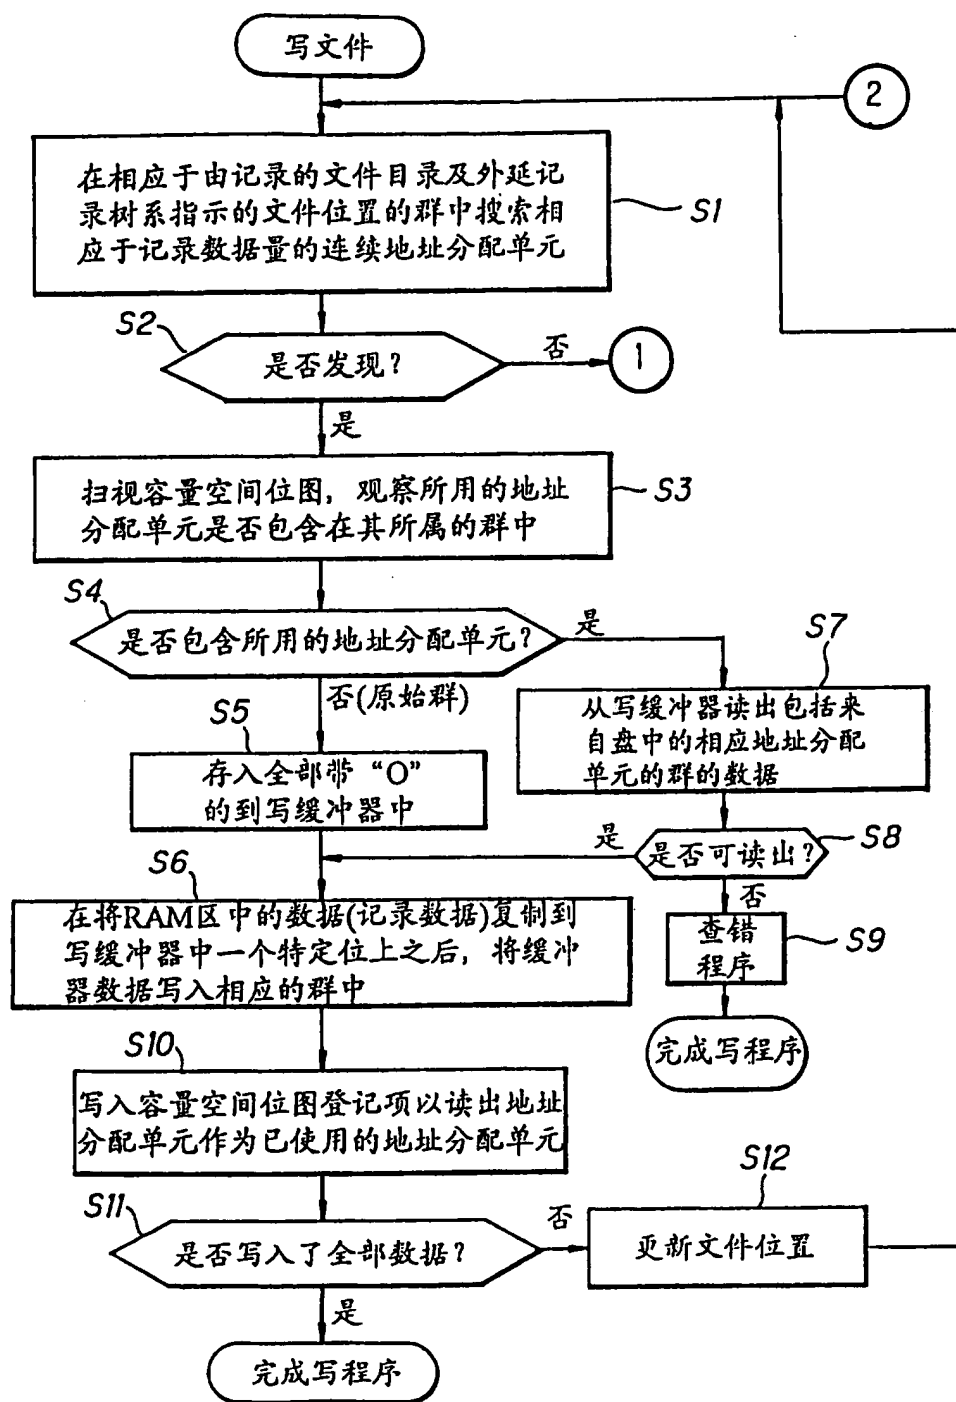 写文件
2
在相应于由记录的文件目录及外延记
录树系指示的文件位置的群中搜索相
应于记录数据量的连续地址分配单元
S1
S2
是否发现?
否
1
是
扫视容量空间位图,观察所用的地址
分配单元是否包含在其所属的群中
S3
S4
是否包含所用的地址分配单元?
是
S7
否(原始群)
从写缓冲器读出包括来
自盘中的相应地址分配
单元的群的数据
S5
存入全部带“O”
的到写缓冲器中
是
是否可读出?
S8
S6
否
在将RAM区中的数据(记录数据)复制到
写缓冲器中一个特定位上之后,将缓冲
器数据写入相应的群中
查错
程序
S9
完成写程序
S10
写入容量空间位图登记项以读出地址
分配单元作为已使用的地址分配单元
S11
是否写入了全部数据?
否
S12
更新文件位置
是
完成写程序